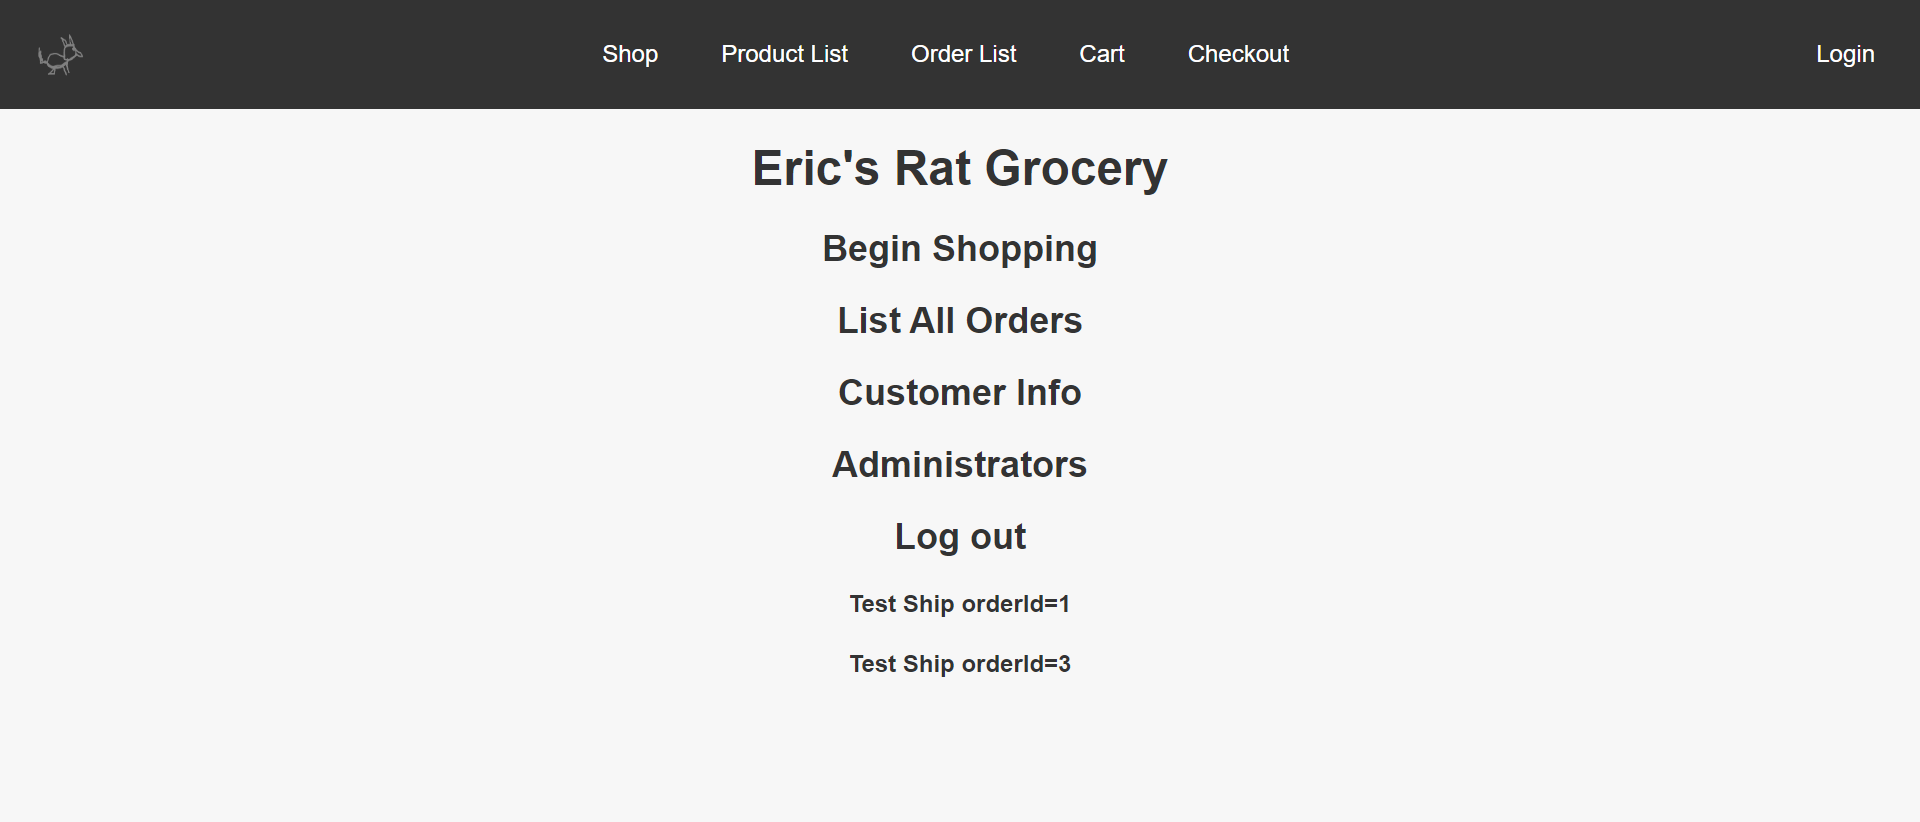 Shop Product List Order List Cart Checkout Login
Eric's Rat Grocery
Begin Shopping
List All Orders
Customer Info
Administrators
Log out
Test Ship orderId=1
Test Ship orderId=3